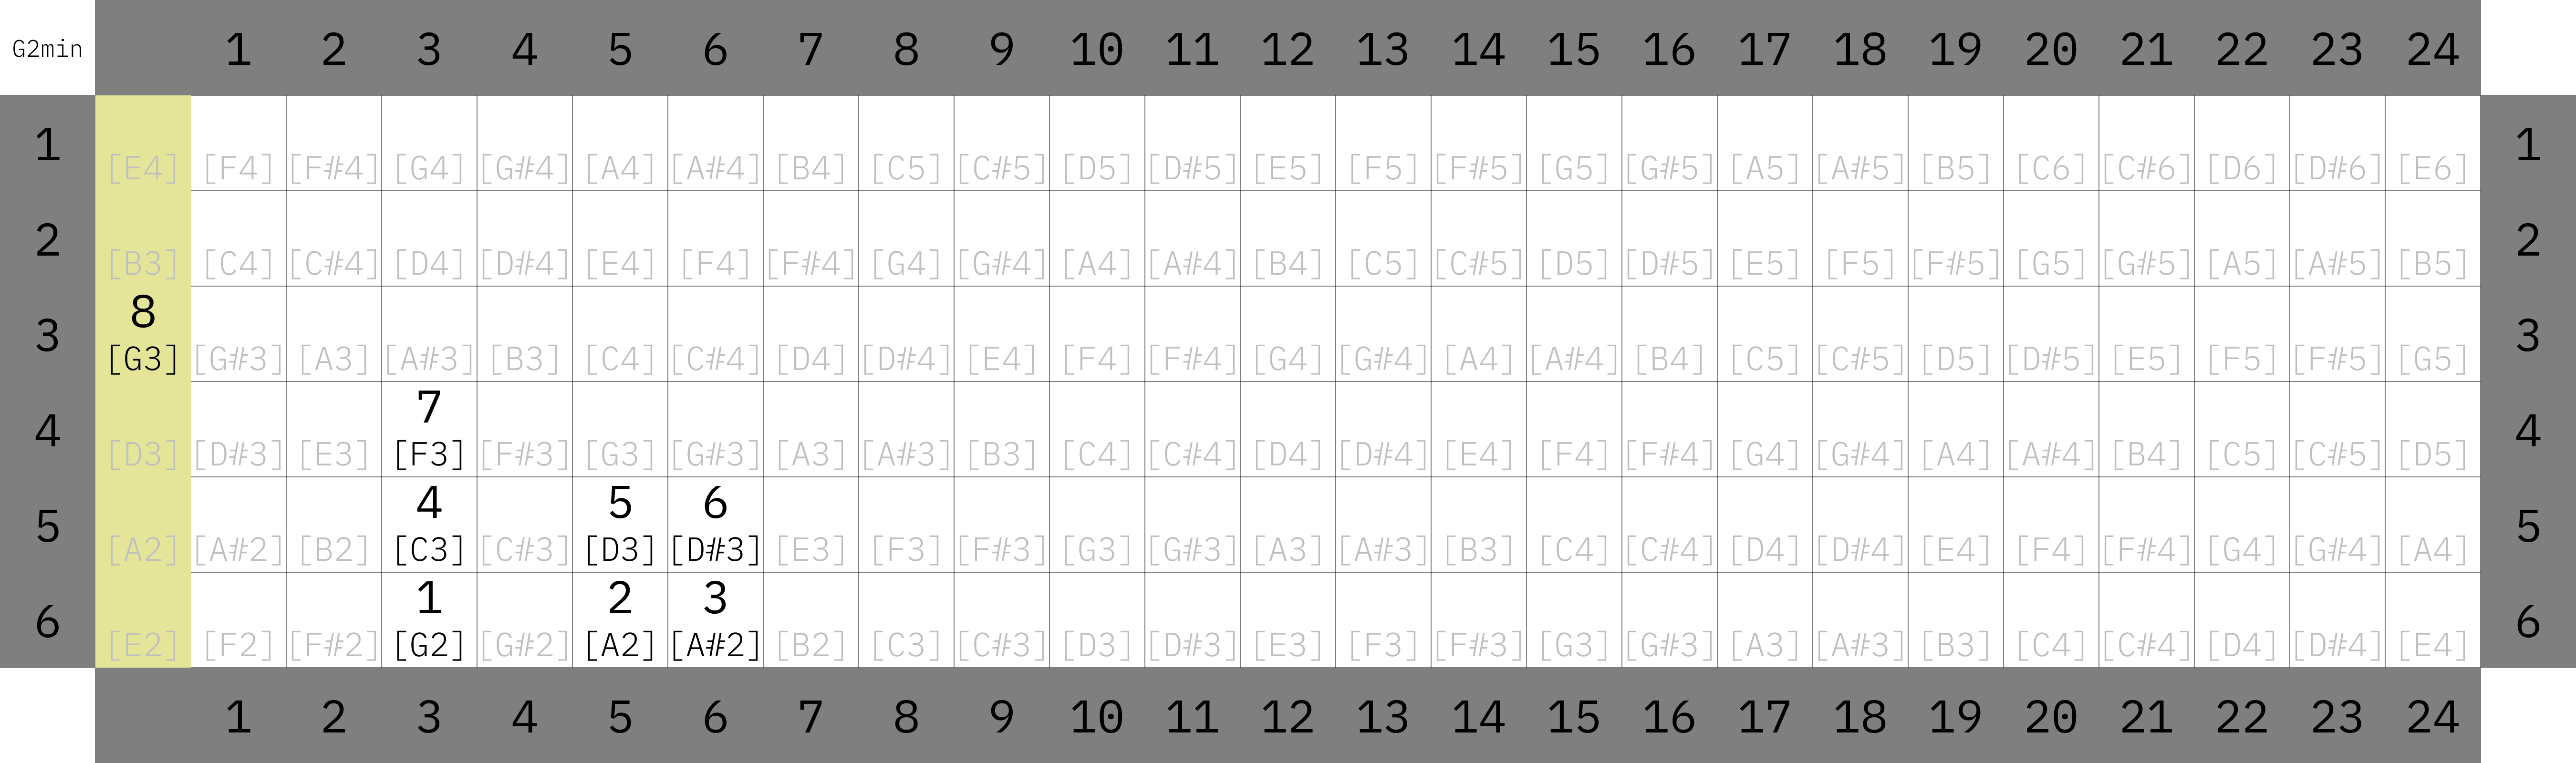 G2min 1 2 3 4 5 6 7 8 9 10 11 12 13 14 15 16 17 18 19 20 21 22 23 24
1 [E4] [F4] [F#4] [G4] [G#4] [A4] [A#4] [B4] [C5] [C#5] [D5] [D#5] [E5] [F5] [F#5] [G5] [G#5] [A5] [A#5] [B5] [C6] [C#6] [D6] [D#6] [E6] 1
2 [B3] [C4] [C#4] [D4] [D#4] [E4] [F4] [F#4] [G4] [G#4] [A4] [A#4] [B4] [C5] [C#5] [D5] [D#5] [E5] [F5] [F#5] [G5] [G#5] [A5] [A#5] [B5] 2
8
3 [G3] [G#3] [A3] [A#3] [B3] [C4] [C#4] [D4] [D#4] [E4] [F4] [F#4] [G4] [G#4] [A4] [A#4] [B4] [C5] [C#5] [D5] [D#5] [E5] [F5] [F#5] [G5] 3
7
4 [D3] [D#3] [E3] [F3] [F#3] [G3] [G#3] [A3] [A#3] [B3] [C4] [C#4] [D4] [D#4] [E4] [F4] [F#4] [G4] [G#4] [A4] [A#4] [B4] [C5] [C#5] [D5] 4
4 5 6
5 [A2] [A#2] [B2] [C3] [C#3] [D3] [D#3] [E3] [F3] [F#3] [G3] [G#3] [A3] [A#3] [B3] [C4] [C#4] [D4] [D#4] [E4] [F4] [F#4] [G4] [G#4] [A4] 5
1 2 3
6 [E2] [F2] [F#2] [G2] [G#2] [A2] [A#2] [B2] [C3] [C#3] [D3] [D#3] [E3] [F3] [F#3] [G3] [G#3] [A3] [A#3] [B3] [C4] [C#4] [D4] [D#4] [E4] 6
1 2 3 4 5 6 7 8 9 10 11 12 13 14 15 16 17 18 19 20 21 22 23 24